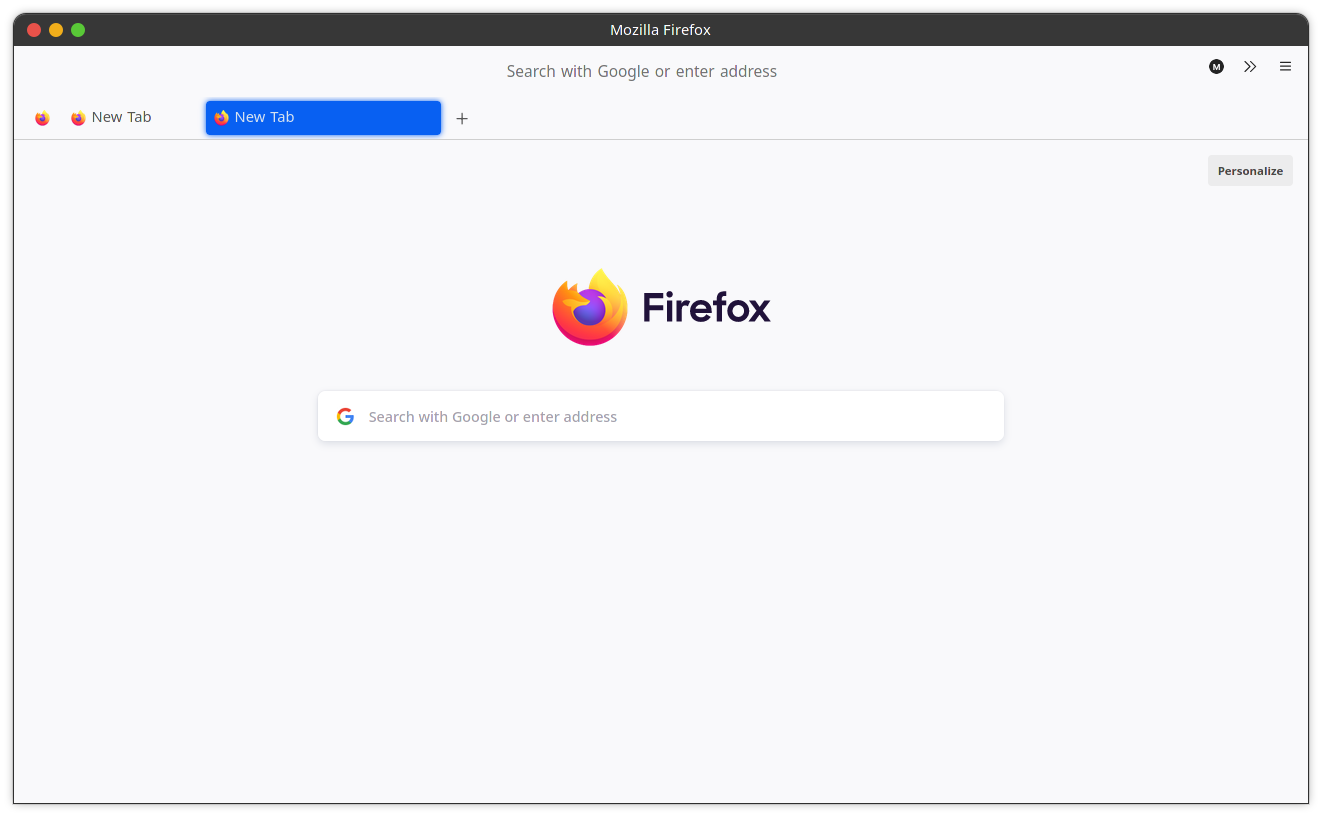 Mozilla Firefox
Search with Google or enter address
M
New Tab
New Tab
Personalize
Firefox
Search with Google or enter address